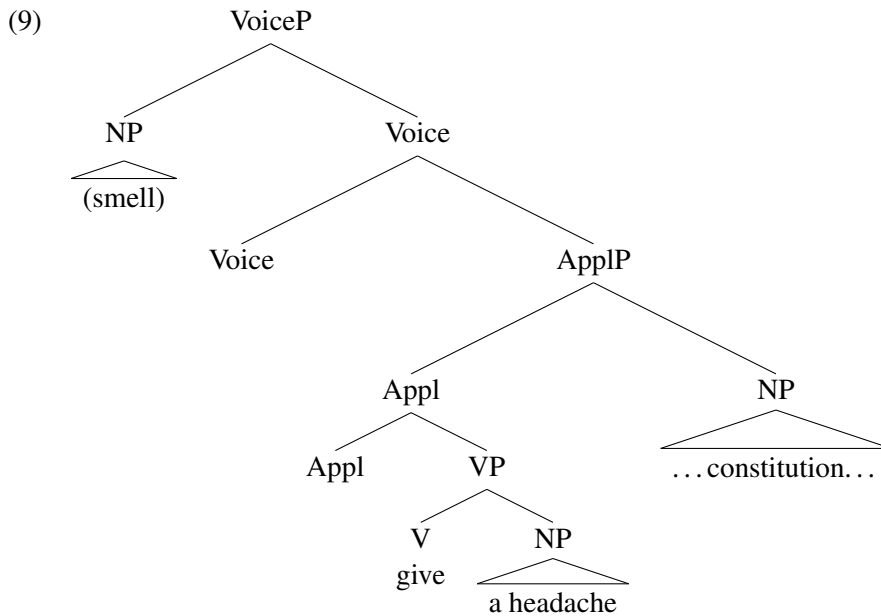 (9) VoiceP
NP Voice
(smell)
Voice ApplP
Appl NP
Appl VP …constitution…
V NP
give a headache